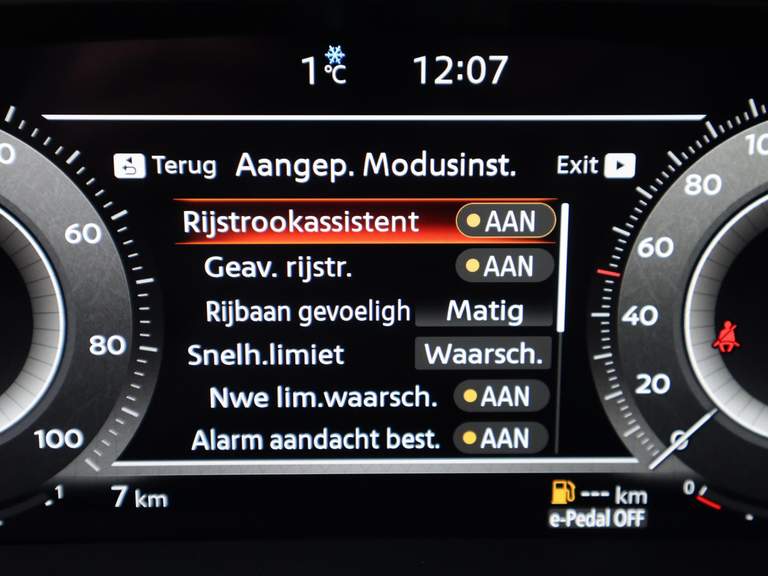 1 °C 12:07
Terug Aangep. Modusinst. Exit
Rijstrookassistent AAN
Geav. rijstr. AAN
Rijbaan gevoeligh Matig
Snelh.limiet Waarsch.
Nwe lim.waarsch. AAN
Alarm aandacht best. AAN
60
80
100
80
60
40
20
0
1
7 km
--- km
0
e-Pedal OFF